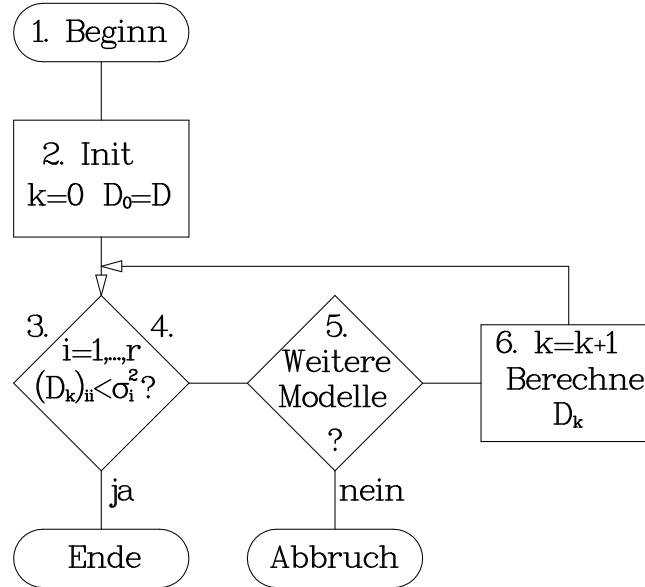 1. Beginn
2. Init
k=0 D₀=D
3.
4.
i=1,...,r
(Dₖ)ᵢᵢ<σᵢ²?
ja
Ende
5.
Weitere
Modelle
?
nein
Abbruch
6. k=k+1
Berechne
Dₖ